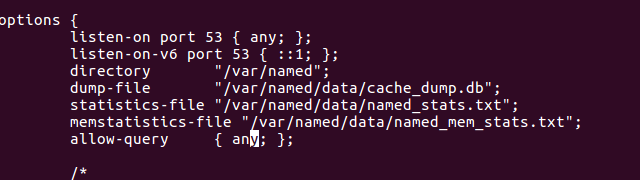 options {
listen-on port 53 { any; };
listen-on-v6 port 53 { ::1; };
directory "/var/named";
dump-file "/var/named/data/cache_dump.db";
statistics-file "/var/named/data/named_stats.txt";
memstatistics-file "/var/named/data/named_mem_stats.txt";
allow-query { any; };
/*